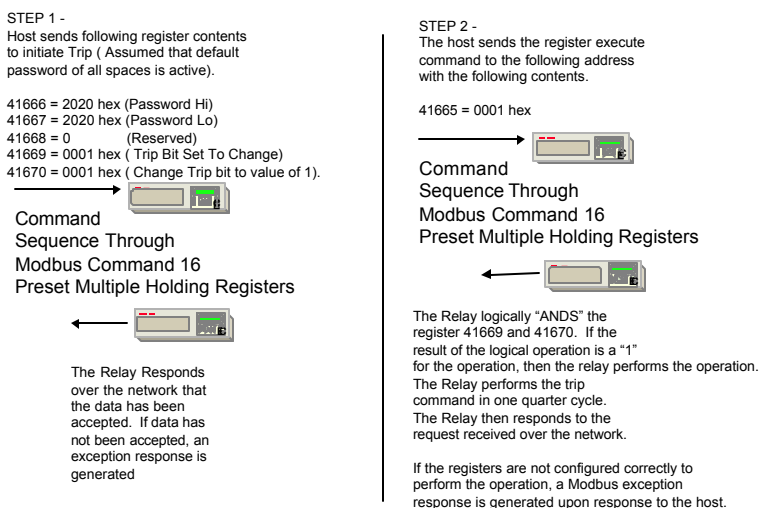 STEP 1 -
Host sends following register contents
to initiate Trip ( Assumed that default
password of all spaces is active).
41666 = 2020 hex (Password Hi)
41667 = 2020 hex (Password Lo)
41668 = 0 (Reserved)
41669 = 0001 hex ( Trip Bit Set To Change)
41670 = 0001 hex ( Change Trip bit to value of 1).
Command
Sequence Through
Modbus Command 16
Preset Multiple Holding Registers
The Relay Responds
over the network that
the data has been
accepted. If data has
not been accepted, an
exception response is
generated
STEP 2 -
The host sends the register execute
command to the following address
with the following contents.
41665 = 0001 hex
Command
Sequence Through
Modbus Command 16
Preset Multiple Holding Registers
The Relay logically “ANDS” the
register 41669 and 41670. If the
result of the logical operation is a “1”
for the operation, then the relay performs the operation.
The Relay performs the trip
command in one quarter cycle.
The Relay then responds to the
request received over the network.
If the registers are not configured correctly to
perform the operation, a Modbus exception
response is generated upon response to the host.